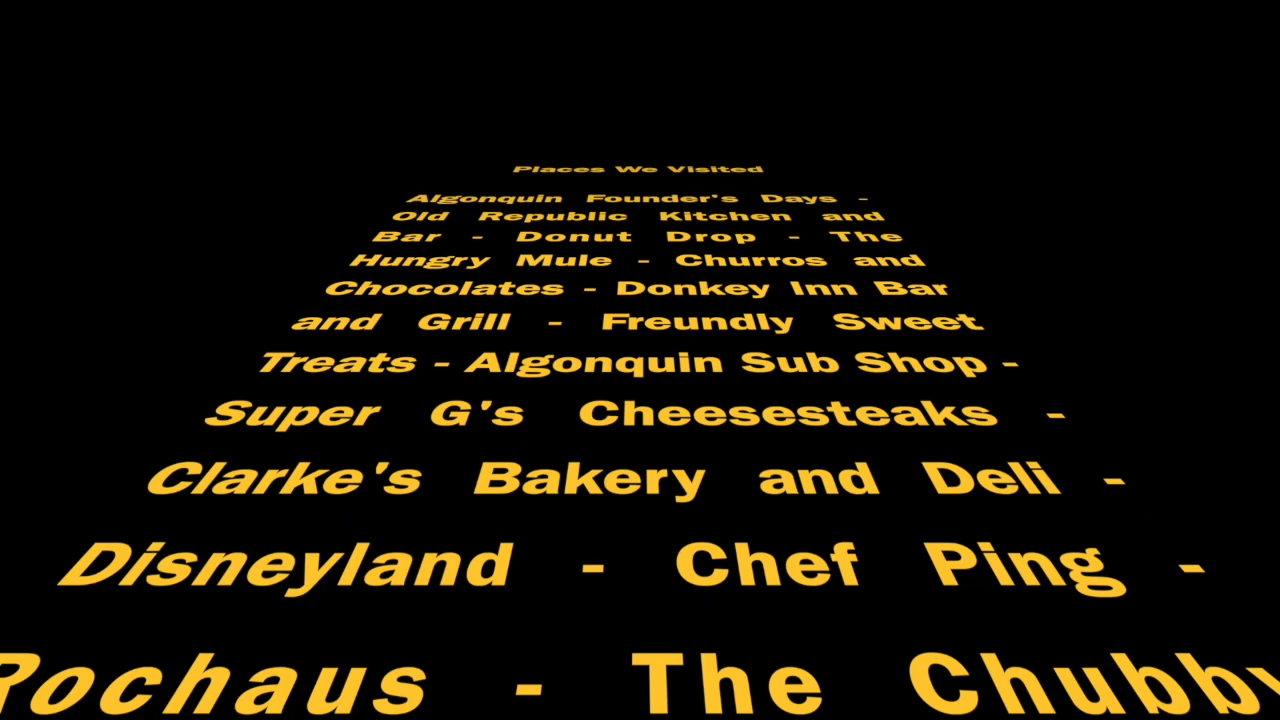 Places We Visited
Algonquin Founder's Days -
Old Republic Kitchen and
Bar - Donut Drop - The
Hungry Mule - Churros and
Chocolates - Donkey Inn Bar
and Grill - Freundly Sweet
Treats - Algonquin Sub Shop -
Super G's Cheesesteaks -
Clarke's Bakery and Deli -
Disneyland - Chef Ping -
Rochaus - The Chubby